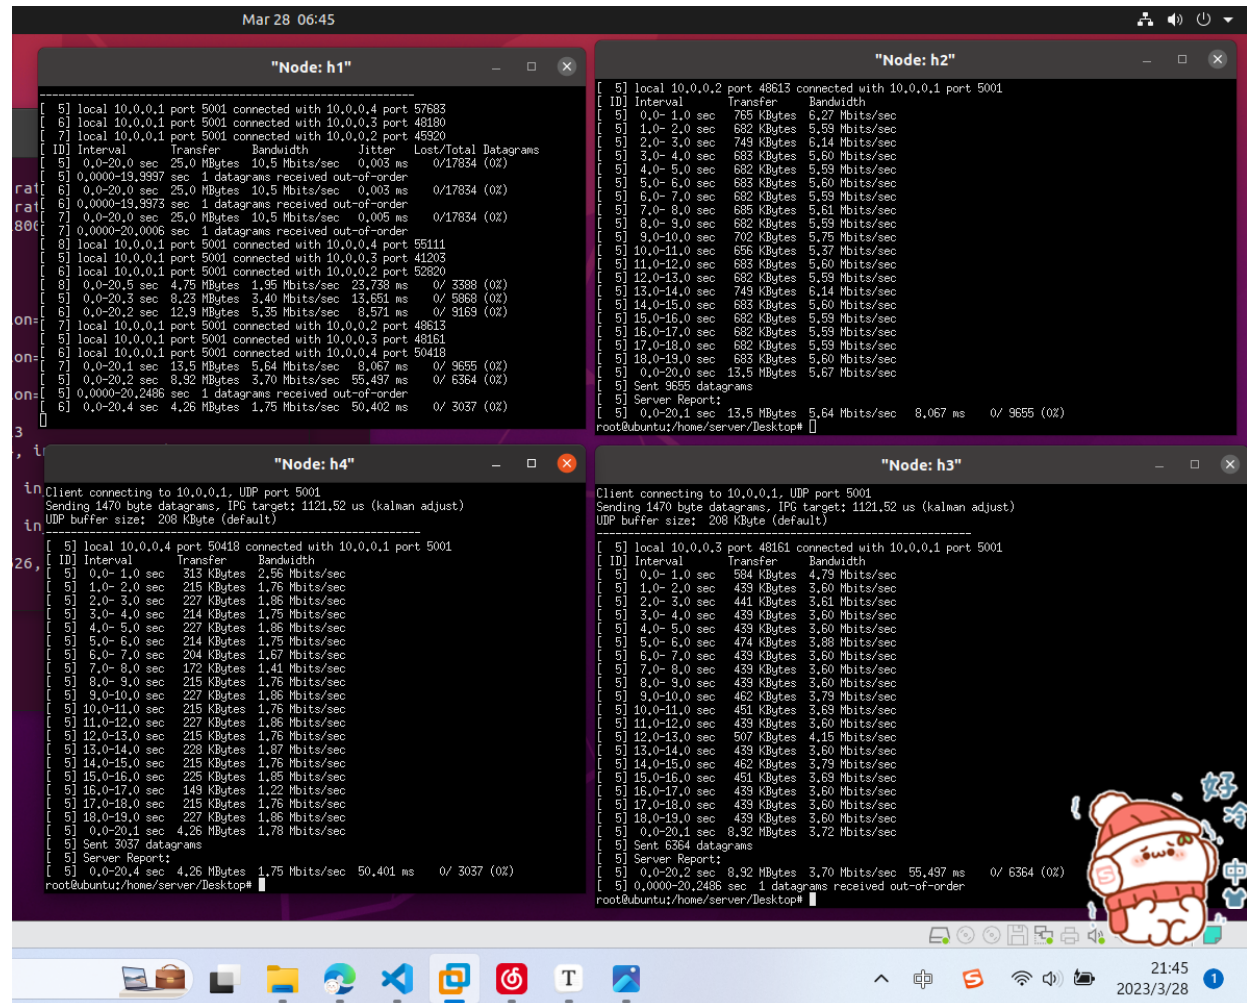 Mar 28  06:45
"Node: h1"
[  5] local 10.0.0.1 port 5001 connected with 10.0.0.4 port 57683
[  6] local 10.0.0.1 port 5001 connected with 10.0.0.3 port 48180
[  7] local 10.0.0.1 port 5001 connected with 10.0.0.2 port 45920
[ ID] Interval       Transfer     Bandwidth        Jitter   Lost/Total Datagrams
[  5]  0.0-20.0 sec  25.0 MBytes  10.5 Mbits/sec   0.003 ms    0/17834 (0%)
[  5] 0.0000-19.9997 sec  1 datagrams received out-of-order
[  6]  0.0-20.0 sec  25.0 MBytes  10.5 Mbits/sec   0.003 ms    0/17834 (0%)
[  6] 0.0000-19.9973 sec  1 datagrams received out-of-order
[  7]  0.0-20.0 sec  25.0 MBytes  10.5 Mbits/sec   0.005 ms    0/17834 (0%)
[  7] 0.0000-20.0006 sec  1 datagrams received out-of-order
[  8] local 10.0.0.1 port 5001 connected with 10.0.0.4 port 55111
[  5] local 10.0.0.1 port 5001 connected with 10.0.0.3 port 41203
[  6] local 10.0.0.1 port 5001 connected with 10.0.0.2 port 52820
[  8]  0.0-20.5 sec  4.75 MBytes  1.95 Mbits/sec  23.738 ms    0/ 3388 (0%)
[  5]  0.0-20.3 sec  8.23 MBytes  3.40 Mbits/sec  13.651 ms    0/ 5868 (0%)
[  6]  0.0-20.2 sec  12.9 MBytes  5.35 Mbits/sec   8.571 ms    0/ 9169 (0%)
[  7] local 10.0.0.1 port 5001 connected with 10.0.0.2 port 48613
[  5] local 10.0.0.1 port 5001 connected with 10.0.0.3 port 48161
[  6] local 10.0.0.1 port 5001 connected with 10.0.0.4 port 50418
[  7]  0.0-20.1 sec  13.5 MBytes  5.64 Mbits/sec   8.067 ms    0/ 9655 (0%)
[  5]  0.0-20.2 sec  8.92 MBytes  3.70 Mbits/sec  55.497 ms    0/ 6364 (0%)
[  5] 0.0000-20.2486 sec  1 datagrams received out-of-order
[  6]  0.0-20.4 sec  4.26 MBytes  1.75 Mbits/sec  50.402 ms    0/ 3037 (0%)
"Node: h2"
[  5] local 10.0.0.2 port 48613 connected with 10.0.0.1 port 5001
[ ID] Interval       Transfer     Bandwidth
[  5]  0.0- 1.0 sec   765 KBytes  6.27 Mbits/sec
[  5]  1.0- 2.0 sec   682 KBytes  5.59 Mbits/sec
[  5]  2.0- 3.0 sec   749 KBytes  6.14 Mbits/sec
[  5]  3.0- 4.0 sec   683 KBytes  5.60 Mbits/sec
[  5]  4.0- 5.0 sec   682 KBytes  5.59 Mbits/sec
[  5]  5.0- 6.0 sec   683 KBytes  5.60 Mbits/sec
[  5]  6.0- 7.0 sec   682 KBytes  5.59 Mbits/sec
[  5]  7.0- 8.0 sec   685 KBytes  5.61 Mbits/sec
[  5]  8.0- 9.0 sec   682 KBytes  5.59 Mbits/sec
[  5]  9.0-10.0 sec   702 KBytes  5.75 Mbits/sec
[  5] 10.0-11.0 sec   656 KBytes  5.37 Mbits/sec
[  5] 11.0-12.0 sec   683 KBytes  5.60 Mbits/sec
[  5] 12.0-13.0 sec   682 KBytes  5.59 Mbits/sec
[  5] 13.0-14.0 sec   749 KBytes  6.14 Mbits/sec
[  5] 14.0-15.0 sec   683 KBytes  5.60 Mbits/sec
[  5] 15.0-16.0 sec   682 KBytes  5.59 Mbits/sec
[  5] 16.0-17.0 sec   682 KBytes  5.59 Mbits/sec
[  5] 17.0-18.0 sec   682 KBytes  5.59 Mbits/sec
[  5] 18.0-19.0 sec   683 KBytes  5.60 Mbits/sec
[  5]  0.0-20.0 sec  13.5 MBytes  5.67 Mbits/sec
[  5] Sent 9655 datagrams
[  5] Server Report:
[  5]  0.0-20.1 sec  13.5 MBytes  5.64 Mbits/sec   8.067 ms    0/ 9655 (0%)
root@ubuntu:/home/server/Desktop#
"Node: h4"
Client connecting to 10.0.0.1, UDP port 5001
Sending 1470 byte datagrams, IPG target: 1121.52 us (kalman adjust)
UDP buffer size:  208 KByte (default)
[  5] local 10.0.0.4 port 50418 connected with 10.0.0.1 port 5001
[ ID] Interval       Transfer     Bandwidth
[  5]  0.0- 1.0 sec   313 KBytes  2.56 Mbits/sec
[  5]  1.0- 2.0 sec   215 KBytes  1.76 Mbits/sec
[  5]  2.0- 3.0 sec   227 KBytes  1.86 Mbits/sec
[  5]  3.0- 4.0 sec   214 KBytes  1.75 Mbits/sec
[  5]  4.0- 5.0 sec   227 KBytes  1.86 Mbits/sec
[  5]  5.0- 6.0 sec   214 KBytes  1.75 Mbits/sec
[  5]  6.0- 7.0 sec   204 KBytes  1.67 Mbits/sec
[  5]  7.0- 8.0 sec   172 KBytes  1.41 Mbits/sec
[  5]  8.0- 9.0 sec   215 KBytes  1.76 Mbits/sec
[  5]  9.0-10.0 sec   227 KBytes  1.86 Mbits/sec
[  5] 10.0-11.0 sec   215 KBytes  1.76 Mbits/sec
[  5] 11.0-12.0 sec   227 KBytes  1.86 Mbits/sec
[  5] 12.0-13.0 sec   215 KBytes  1.76 Mbits/sec
[  5] 13.0-14.0 sec   228 KBytes  1.87 Mbits/sec
[  5] 14.0-15.0 sec   215 KBytes  1.76 Mbits/sec
[  5] 15.0-16.0 sec   225 KBytes  1.85 Mbits/sec
[  5] 16.0-17.0 sec   149 KBytes  1.22 Mbits/sec
[  5] 17.0-18.0 sec   215 KBytes  1.76 Mbits/sec
[  5] 18.0-19.0 sec   227 KBytes  1.86 Mbits/sec
[  5]  0.0-20.1 sec  4.26 MBytes  1.78 Mbits/sec
[  5] Sent 3037 datagrams
[  5] Server Report:
[  5]  0.0-20.4 sec  4.26 MBytes  1.75 Mbits/sec  50.401 ms    0/ 3037 (0%)
root@ubuntu:/home/server/Desktop#
"Node: h3"
Client connecting to 10.0.0.1, UDP port 5001
Sending 1470 byte datagrams, IPG target: 1121.52 us (kalman adjust)
UDP buffer size:  208 KByte (default)
[  5] local 10.0.0.3 port 48161 connected with 10.0.0.1 port 5001
[ ID] Interval       Transfer     Bandwidth
[  5]  0.0- 1.0 sec   584 KBytes  4.79 Mbits/sec
[  5]  1.0- 2.0 sec   439 KBytes  3.60 Mbits/sec
[  5]  2.0- 3.0 sec   441 KBytes  3.61 Mbits/sec
[  5]  3.0- 4.0 sec   439 KBytes  3.60 Mbits/sec
[  5]  4.0- 5.0 sec   439 KBytes  3.60 Mbits/sec
[  5]  5.0- 6.0 sec   474 KBytes  3.88 Mbits/sec
[  5]  6.0- 7.0 sec   439 KBytes  3.60 Mbits/sec
[  5]  7.0- 8.0 sec   439 KBytes  3.60 Mbits/sec
[  5]  8.0- 9.0 sec   439 KBytes  3.60 Mbits/sec
[  5]  9.0-10.0 sec   462 KBytes  3.79 Mbits/sec
[  5] 10.0-11.0 sec   451 KBytes  3.69 Mbits/sec
[  5] 11.0-12.0 sec   439 KBytes  3.60 Mbits/sec
[  5] 12.0-13.0 sec   507 KBytes  4.15 Mbits/sec
[  5] 13.0-14.0 sec   439 KBytes  3.60 Mbits/sec
[  5] 14.0-15.0 sec   462 KBytes  3.79 Mbits/sec
[  5] 15.0-16.0 sec   451 KBytes  3.69 Mbits/sec
[  5] 16.0-17.0 sec   439 KBytes  3.60 Mbits/sec
[  5] 17.0-18.0 sec   439 KBytes  3.60 Mbits/sec
[  5] 18.0-19.0 sec   439 KBytes  3.60 Mbits/sec
[  5]  0.0-20.1 sec  8.92 MBytes  3.72 Mbits/sec
[  5] Sent 6364 datagrams
[  5] Server Report:
[  5]  0.0-20.2 sec  8.92 MBytes  3.70 Mbits/sec  55.497 ms    0/ 6364 (0%)
[  5] 0.0000-20.2486 sec  1 datagrams received out-of-order
root@ubuntu:/home/server/Desktop#
好
冷
中
T
中
21:45
2023/3/28
1